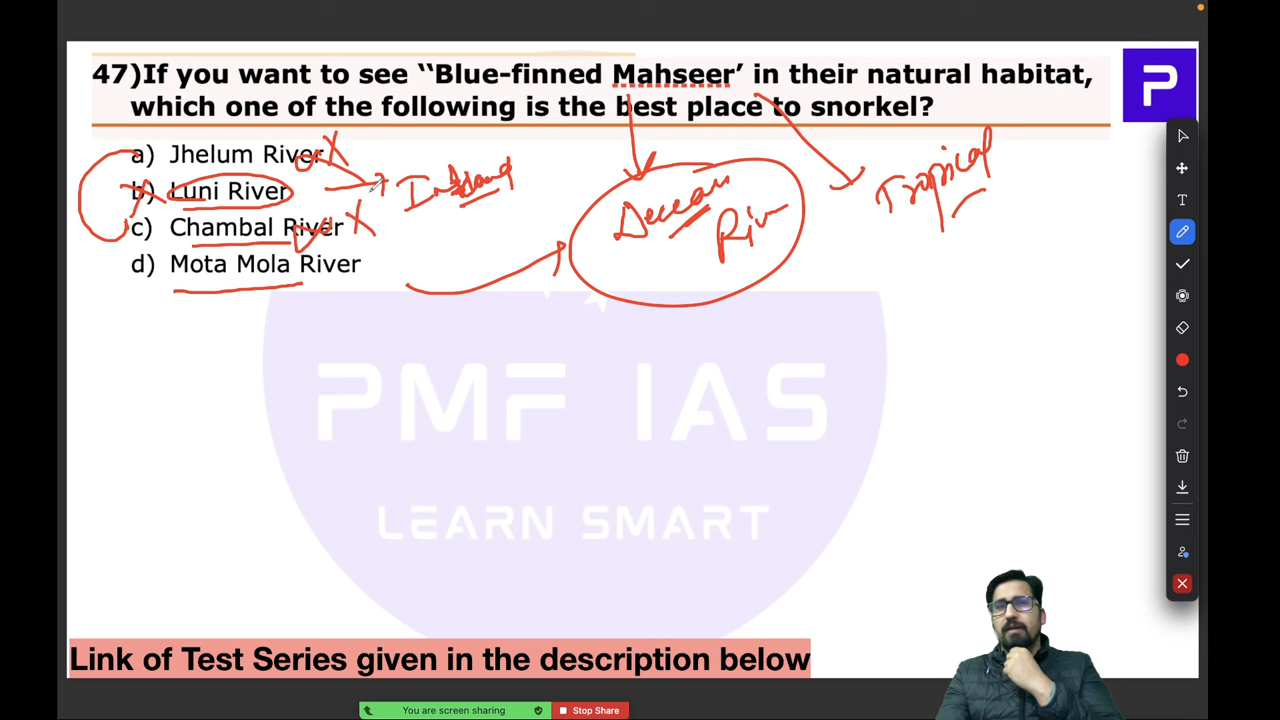 47)If you want to see ‘‘Blue-finned Mahseer’ in their natural habitat,
which one of the following is the best place to snorkel?
P
a) Jhelum River
b) Luni River
c) Chambal River
d) Mota Mola River
Deccan
Riv
Tropical
PMF IAS
LEARN SMART
Link of Test Series given in the description below
You are screen sharing
Stop Share
T